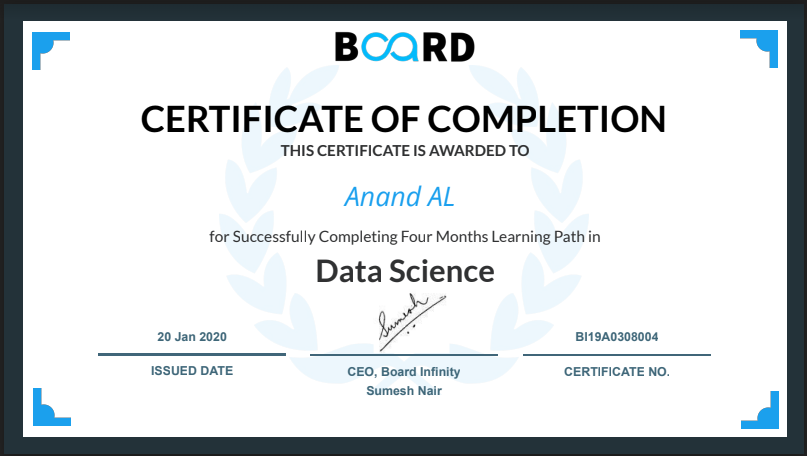 BOARD
CERTIFICATE OF COMPLETION
THIS CERTIFICATE IS AWARDED TO
Anand AL
for Successfully Completing Four Months Learning Path in
Data Science
Sumesh
20 Jan 2020
BI19A0308004
ISSUED DATE
CEO, Board Infinity
CERTIFICATE NO.
Sumesh Nair